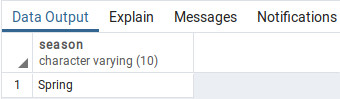 Data Output Explain Messages Notifications
season
character varying (10)
1 Spring